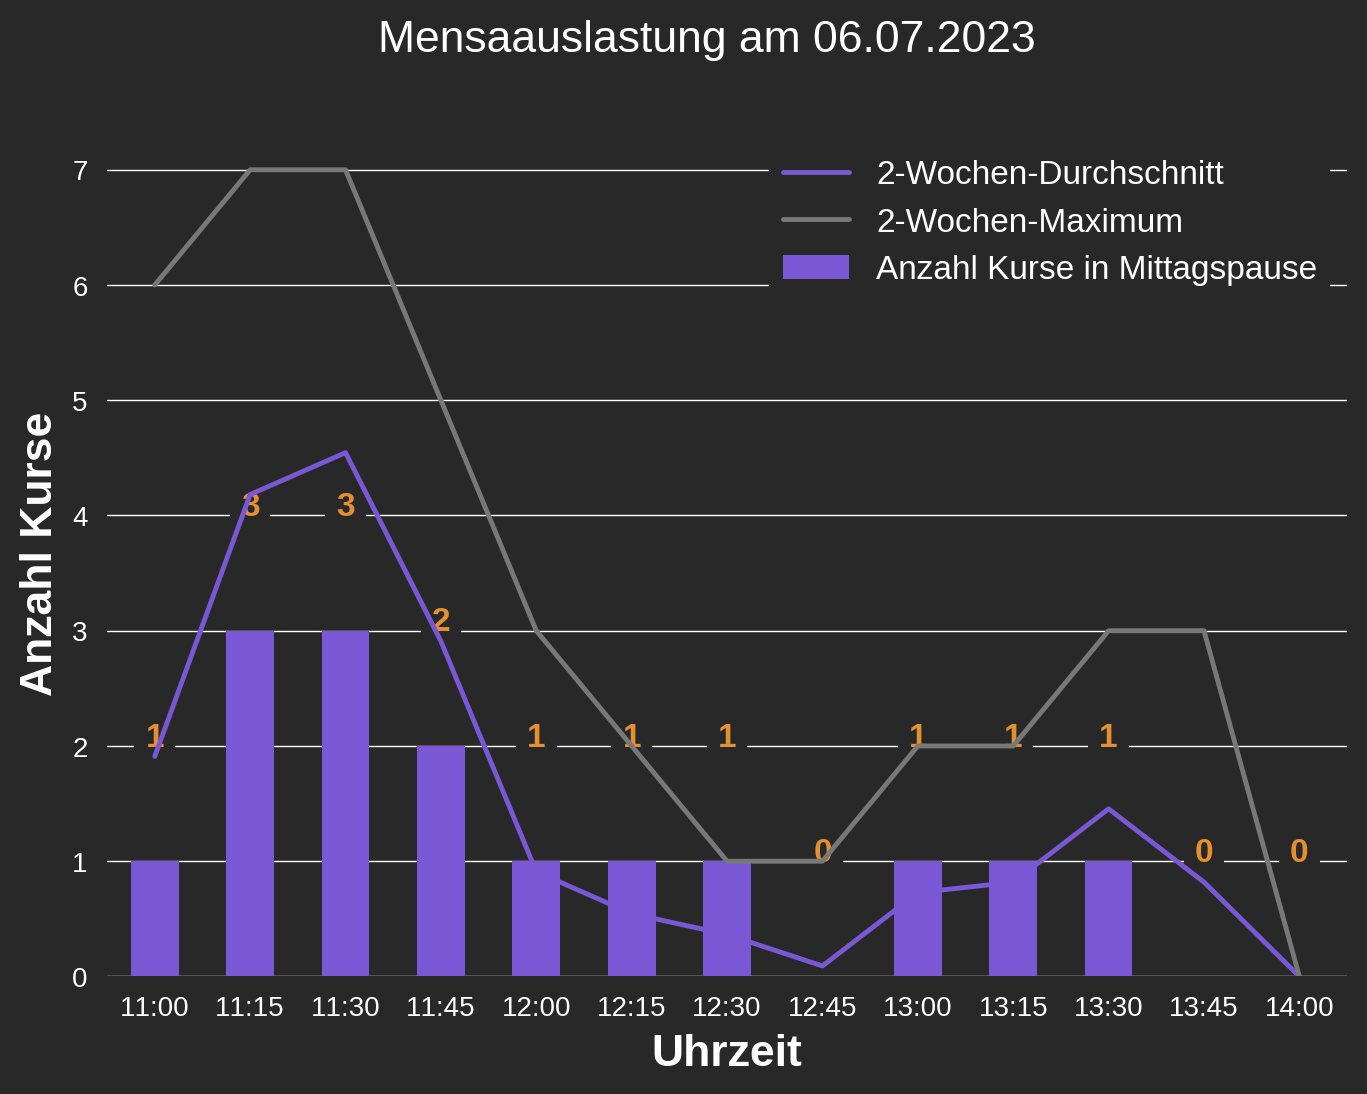 Mensaauslastung am 06.07.2023
2-Wochen-Durchschnitt
2-Wochen-Maximum
Anzahl Kurse in Mittagspause
Anzahl Kurse
7
6
5
4
3
2
1
0
1 3 3 2 1 1 1 0 1 1 1 0 0
11:00 11:15 11:30 11:45 12:00 12:15 12:30 12:45 13:00 13:15 13:30 13:45 14:00
Uhrzeit